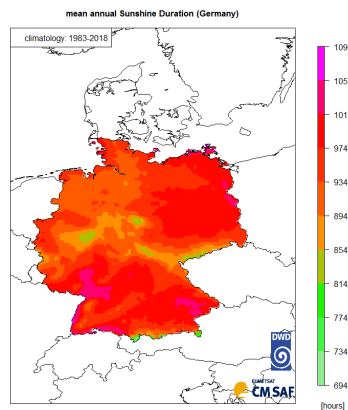 mean annual Sunshine Duration (Germany)
climatology: 1983-2018
109
105
101
974
934
894
854
814
774
734
694
[hours]
DWD
EUMETSAT
CM SAF